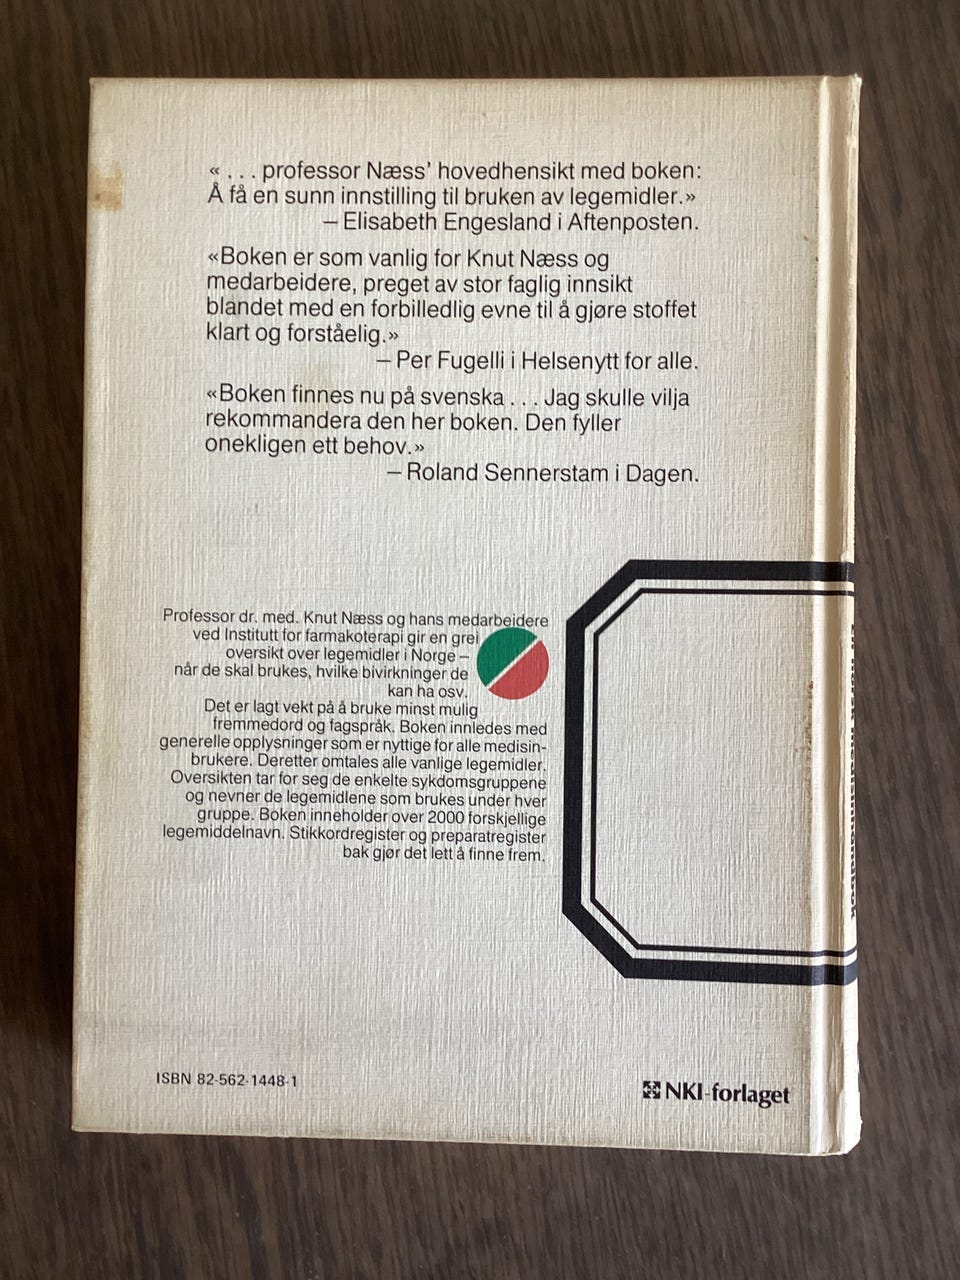 « . . . professor Næss’ hovedhensikt med boken:
Å få en sunn innstilling til bruken av legemidler.»
– Elisabeth Engesland i Aftenposten.
«Boken er som vanlig for Knut Næss og
medarbeidere, preget av stor faglig innsikt
blandet med en forbilledlig evne til å gjøre stoffet
klart og forståelig.»
– Per Fugelli i Helsenytt for alle.
«Boken finnes nu på svenska . . . Jag skulle vilja
rekommandera den her boken. Den fyller
onekligen ett behov.»
– Roland Sennerstam i Dagen.
Professor dr. med. Knut Næss og hans medarbeidere
ved Institutt for farmakoterapi gir en grei
oversikt over legemidler i Norge –
når de skal brukes, hvilke bivirkninger de
kan ha osv.
Det er lagt vekt på å bruke minst mulig
fremmedord og fagspråk. Boken innledes med
generelle opplysninger som er nyttige for alle medisin-
brukere. Deretter omtales alle vanlige legemidler.
Oversikten tar for seg de enkelte sykdomsgruppene
og nevner de legemidlene som brukes under hver
gruppe. Boken inneholder over 2000 forskjellige
legemiddelnavn. Stikkordregister og preparatregister
bak gjør det lett å finne frem.
ISBN 82-562-1448-1
NKI-forlaget